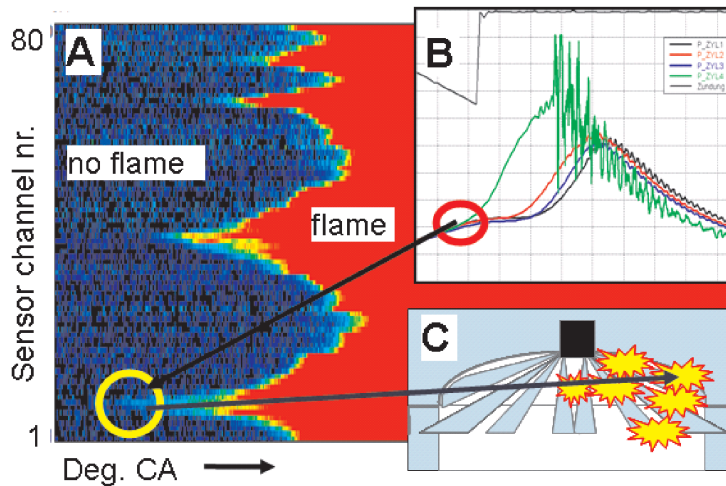 80
A
B
P_ZYL1
P_ZYL2
P_ZYL3
P_ZYL4
Zündung
no flame
flame
Sensor channel nr.
C
1
Deg. CA